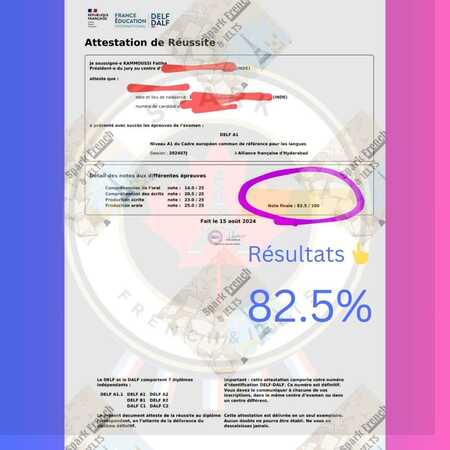 RÉPUBLIQUE
FRANÇAISE
FRANCE
ÉDUCATION
INTERNATIONAL
DELF
DALF
Attestation de Réussite
Je soussigné-e KAMMOUSSI Fatiha
Président-e du jury au centre d'
(INDE)
atteste que :
date et lieu de naissance :
(INDE)
numéro de candidat
a présenté avec succès les épreuves de l'examen :
DELF A1
Niveau A1 du Cadre européen commun de référence pour les langues
Session : 202407J
à Alliance française d'Hyderabad
Détail des notes aux différentes épreuves
Compréhension de l'oral note : 14.0 / 25
Compréhension des écrits note : 20.5 / 25
Production écrite note : 23.0 / 25
Production orale note : 25.0 / 25
Note finale : 82.5 / 100
Fait le 15 août 2024
Résultats
82.5%
Spark French
& IELTS
SPARK
FRENCH & IELTS
Le DELF et le DALF comportent 7 diplômes
indépendants :
DELF A1.1 DELF A1 DELF A2
DELF B1 DELF B2
DALF C1 DALF C2
Le présent document atteste de la réussite au diplôme
correspondant, en l'attente de la délivrance du
diplôme définitif.
Important : cette attestation comporte votre numéro
d'identification DELF-DALF. Ce numéro est définitif.
Vous devez le communiquer à chacune de vos
inscriptions, dans le même centre d'examen ou dans
un centre différent.
Cette attestation est délivrée en un seul exemplaire.
Aucun double ne pourra être établi. Ne vous en
dessaisissez jamais.